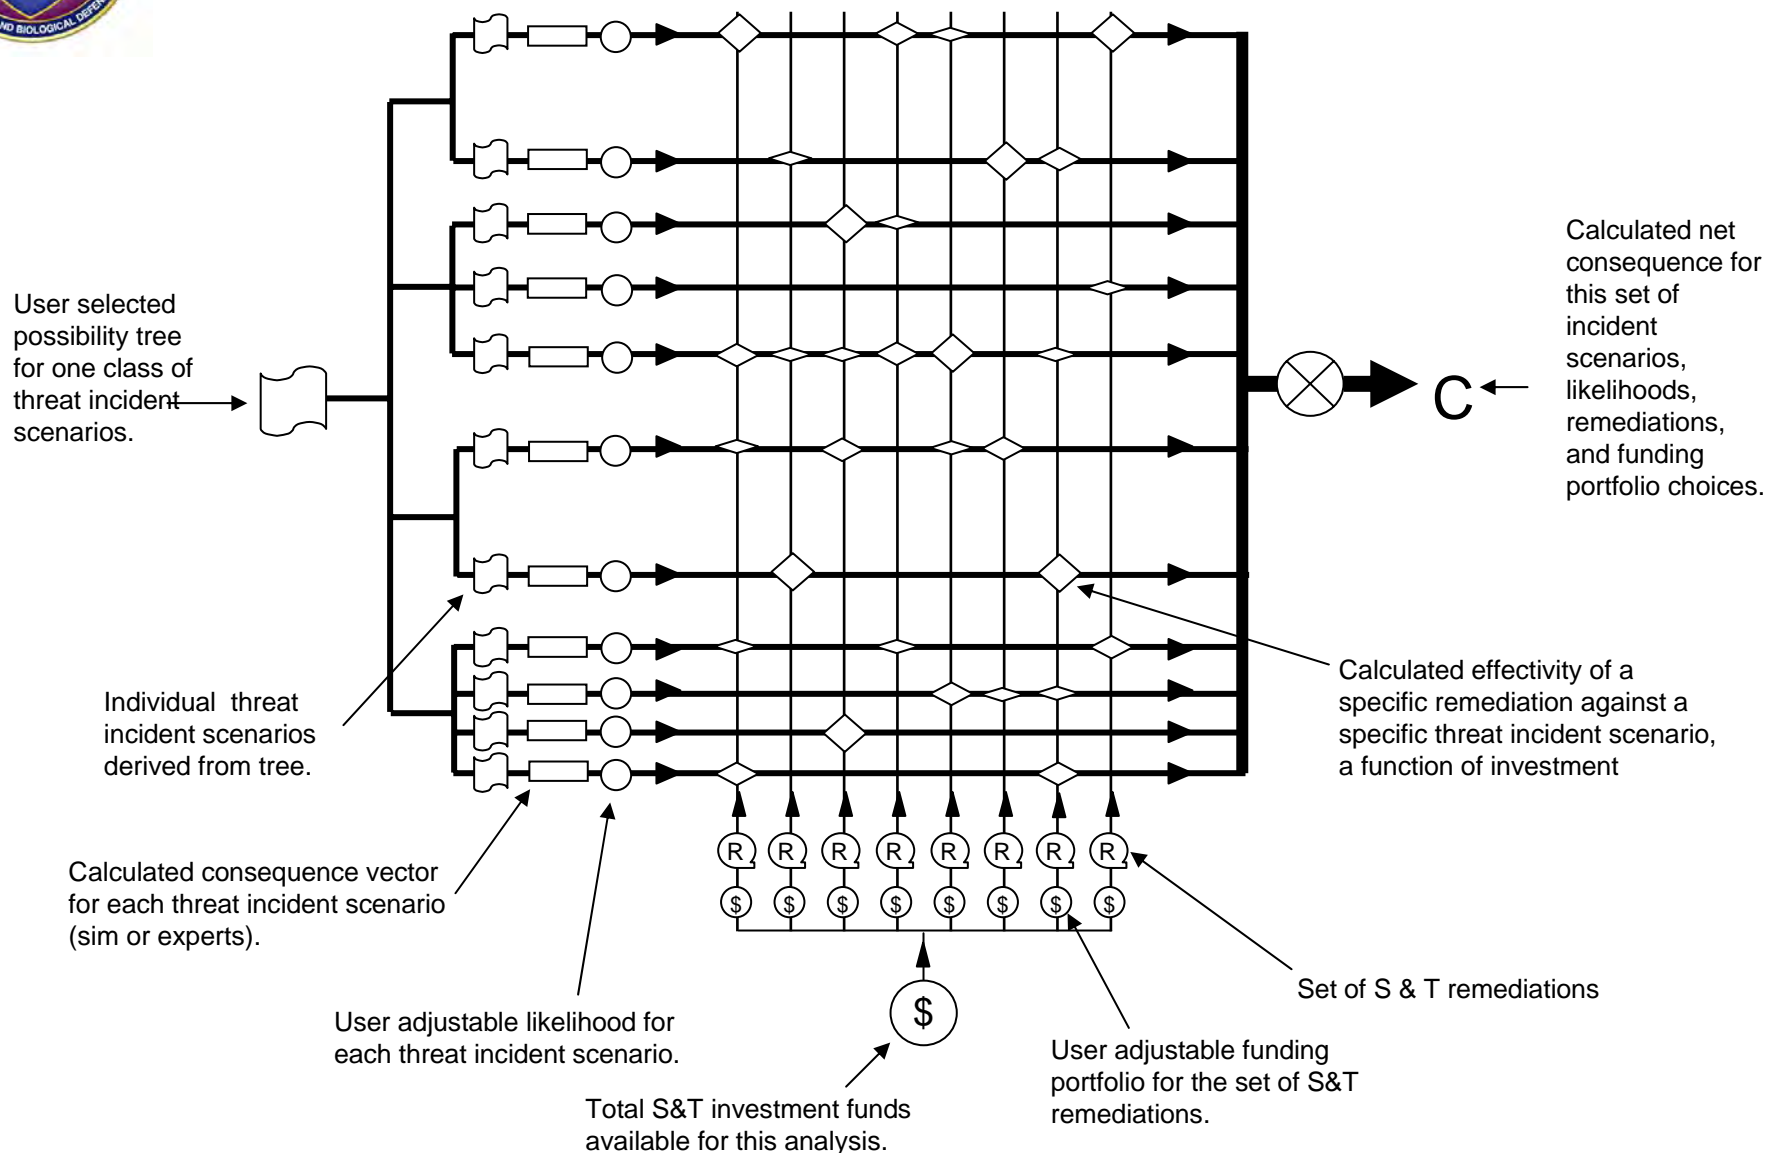 AND BIOLOGICAL DEFEN
User selected
possibility tree
for one class of
threat incident
scenarios.
Calculated net
consequence for
this set of
incident
scenarios,
likelihoods,
remediations,
and funding
portfolio choices.
C
Individual threat
incident scenarios
derived from tree.
Calculated effectivity of a
specific remediation against a
specific threat incident scenario,
a function of investment
R R R R R R R R
$ $ $ $ $ $ $ $
Calculated consequence vector
for each threat incident scenario
(sim or experts).
Set of S & T remediations
$
User adjustable likelihood for
each threat incident scenario.
User adjustable funding
portfolio for the set of S&T
remediations.
Total S&T investment funds
available for this analysis.